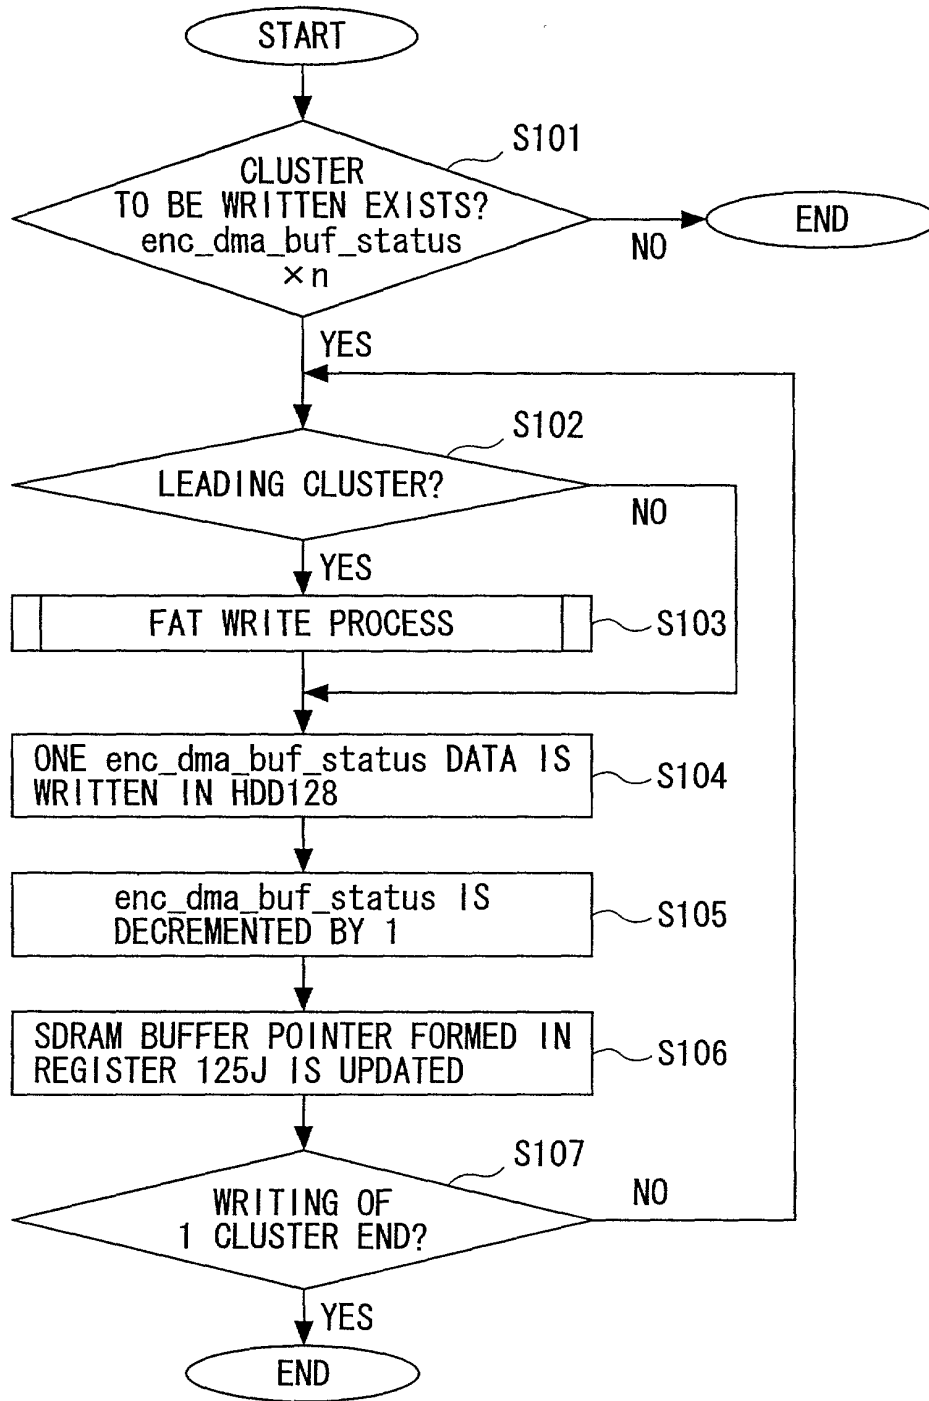 START
S101
CLUSTER
TO BE WRITTEN EXISTS?
enc_dma_buf_status
×n
NO
END
YES
S102
LEADING CLUSTER?
NO
YES
FAT WRITE PROCESS
S103
ONE enc_dma_buf_status DATA IS
WRITTEN IN HDD128
S104
enc_dma_buf_status IS
DECREMENTED BY 1
S105
SDRAM BUFFER POINTER FORMED IN
REGISTER 125J IS UPDATED
S106
S107
WRITING OF
1 CLUSTER END?
NO
YES
END